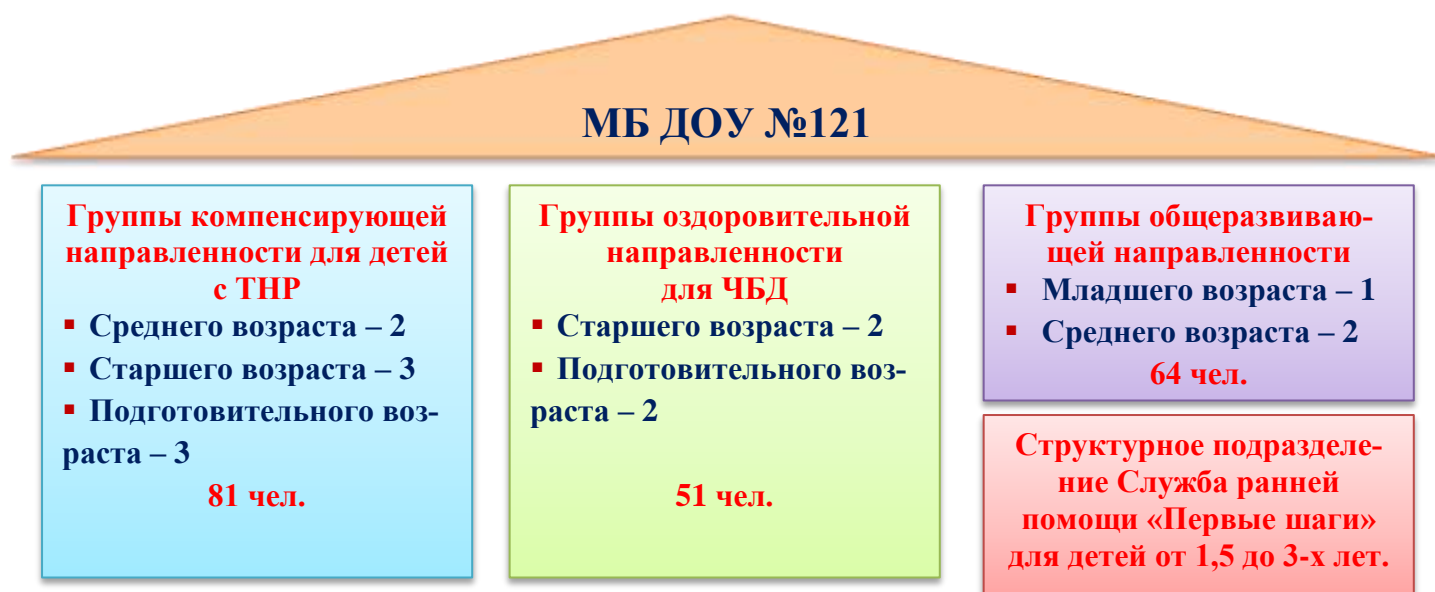 МБ ДОУ №121
Группы компенсирующей
направленности для детей
с ТНР
▪ Среднего возраста – 2
▪ Старшего возраста – 3
▪ Подготовительного воз-
раста – 3
81 чел.
Группы оздоровительной
направленности
для ЧБД
▪ Старшего возраста – 2
▪ Подготовительного воз-
раста – 2
51 чел.
Группы общеразвиваю-
щей направленности
▪ Младшего возраста – 1
▪ Среднего возраста – 2
64 чел.
Структурное подразделе-
ние Служба ранней
помощи «Первые шаги»
для детей от 1,5 до 3-х лет.